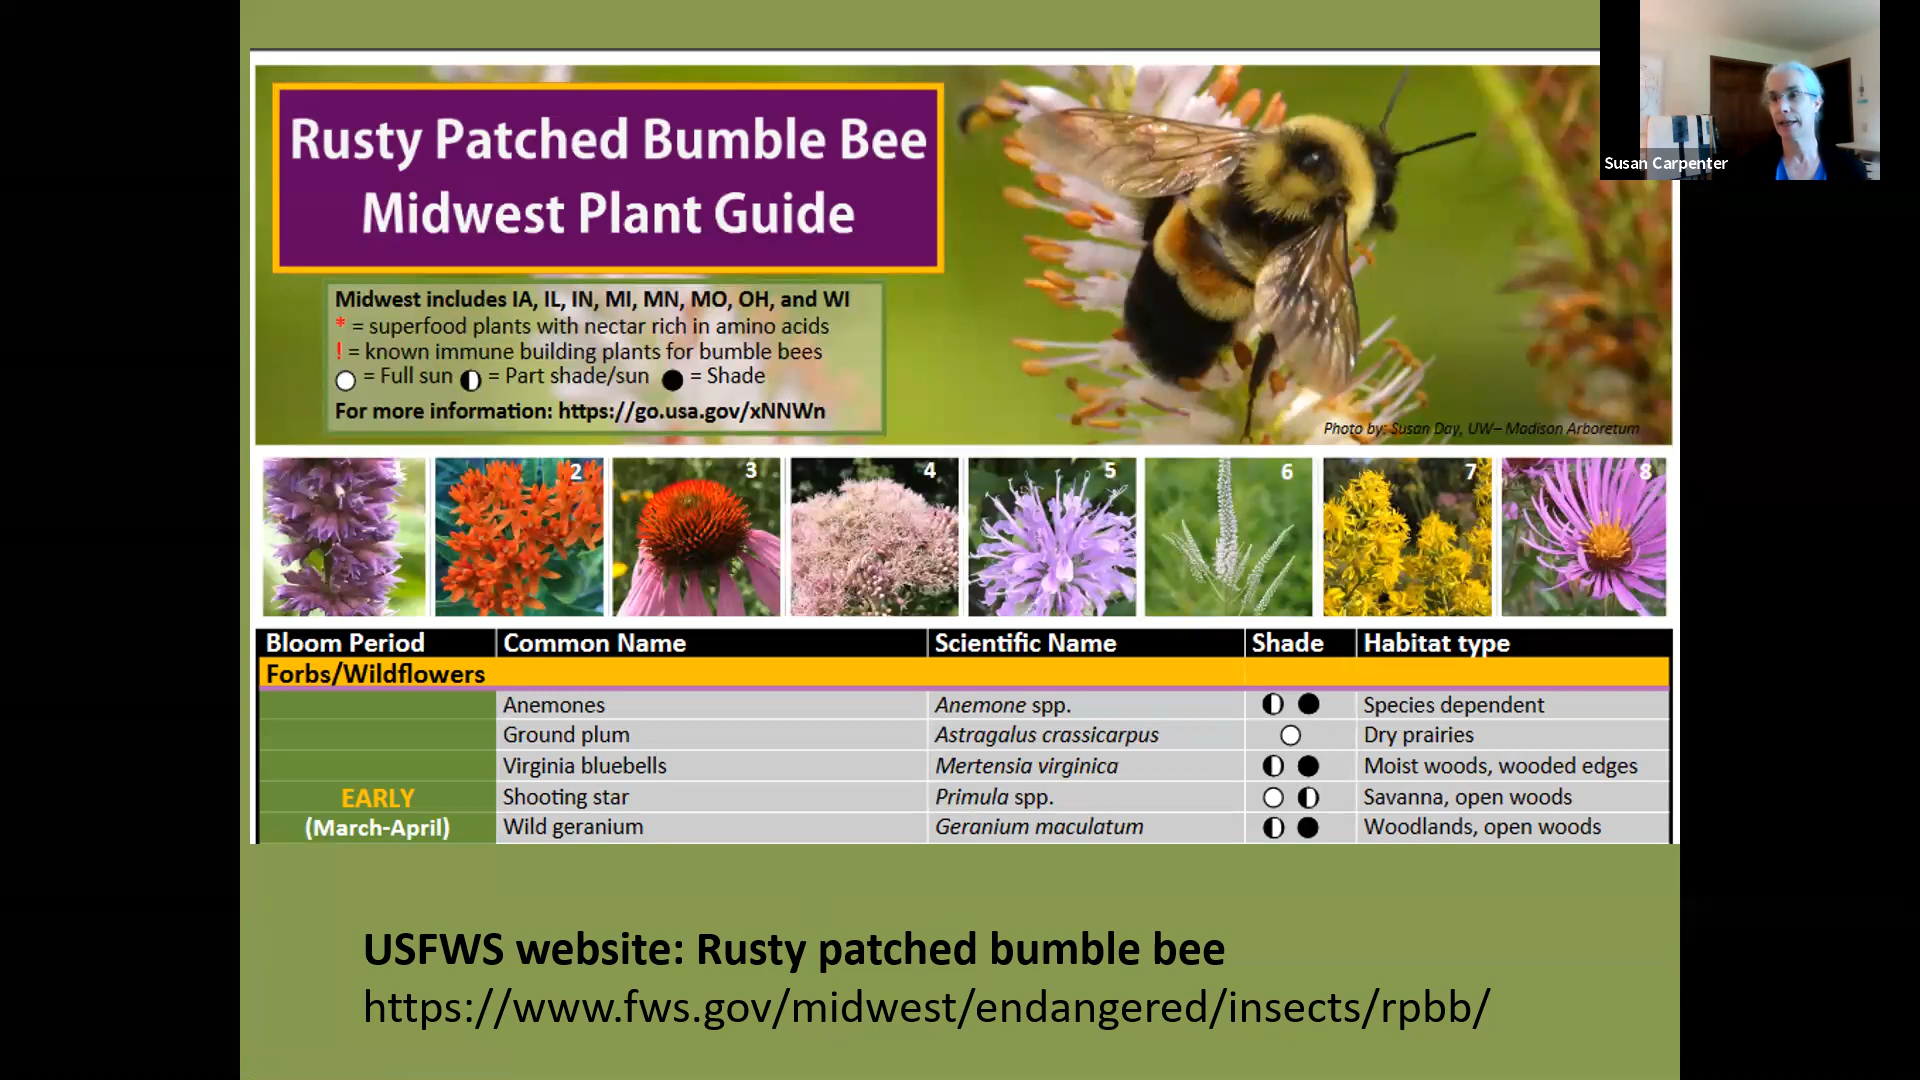 Rusty Patched Bumble Bee
Midwest Plant Guide
Susan Carpenter
Midwest includes IA, IL, IN, MI, MN, MO, OH, and WI
* = superfood plants with nectar rich in amino acids
! = known immune building plants for bumble bees
= Full sun = Part shade/sun = Shade
For more information: https://go.usa.gov/xNNWn
Photo by: Susan Day, UW– Madison Arboretum
2 3 4 5 6 7 8
Bloom Period Common Name Scientific Name Shade Habitat type
Forbs/Wildflowers
Anemones Anemone spp. Species dependent
Ground plum Astragalus crassicarpus Dry prairies
Virginia bluebells Mertensia virginica Moist woods, wooded edges
EARLY Shooting star Primula spp. Savanna, open woods
(March-April) Wild geranium Geranium maculatum Woodlands, open woods
USFWS website: Rusty patched bumble bee
https://www.fws.gov/midwest/endangered/insects/rpbb/